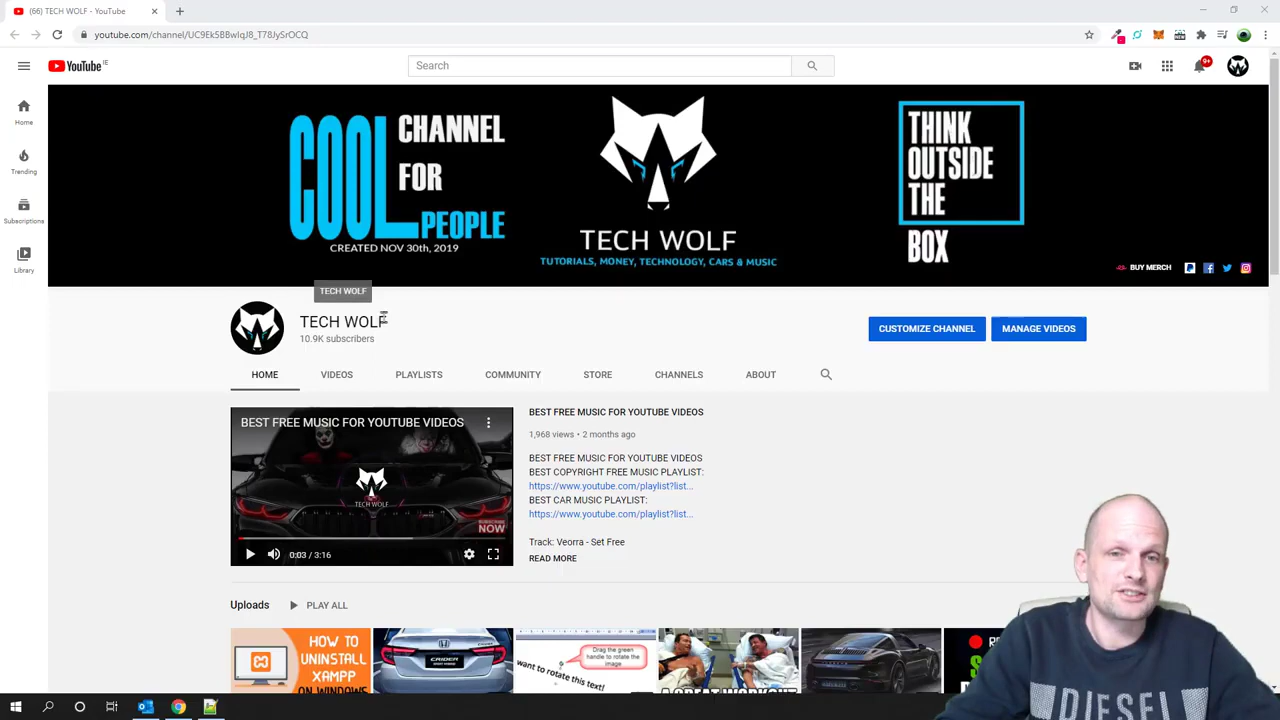 (66) TECH WOLF - YouTube
youtube.com/channel/UC9Ek5BBwIqJ8_T78JySrOCQ
YouTube IE
Search
9+
Home
Trending
Subscriptions
Library
COOL CHANNEL FOR PEOPLE
CREATED NOV 30th, 2019
TECH WOLF
TUTORIALS, MONEY, TECHNOLOGY, CARS & MUSIC
THINK
OUTSIDE
THE
BOX
BUY MERCH
TECH WOLF
TECH WOLF
10.9K subscribers
CUSTOMIZE CHANNEL
MANAGE VIDEOS
HOME VIDEOS PLAYLISTS COMMUNITY STORE CHANNELS ABOUT
BEST FREE MUSIC FOR YOUTUBE VIDEOS
TECH WOLF
SUBSCRIBE
NOW
0:03 / 3:16
BEST FREE MUSIC FOR YOUTUBE VIDEOS
1,968 views • 2 months ago
BEST FREE MUSIC FOR YOUTUBE VIDEOS
BEST COPYRIGHT FREE MUSIC PLAYLIST:
https://www.youtube.com/playlist?list...
BEST CAR MUSIC PLAYLIST:
https://www.youtube.com/playlist?list...
Track: Veorra - Set Free
READ MORE
Uploads
PLAY ALL
HOW TO
UNINSTALL
XAMPP
ON WINDOWS
CRIDER
Drag the green
handle to rotate the
image
want to rotate this text!
A GREAT WORKOUT
DIESEL